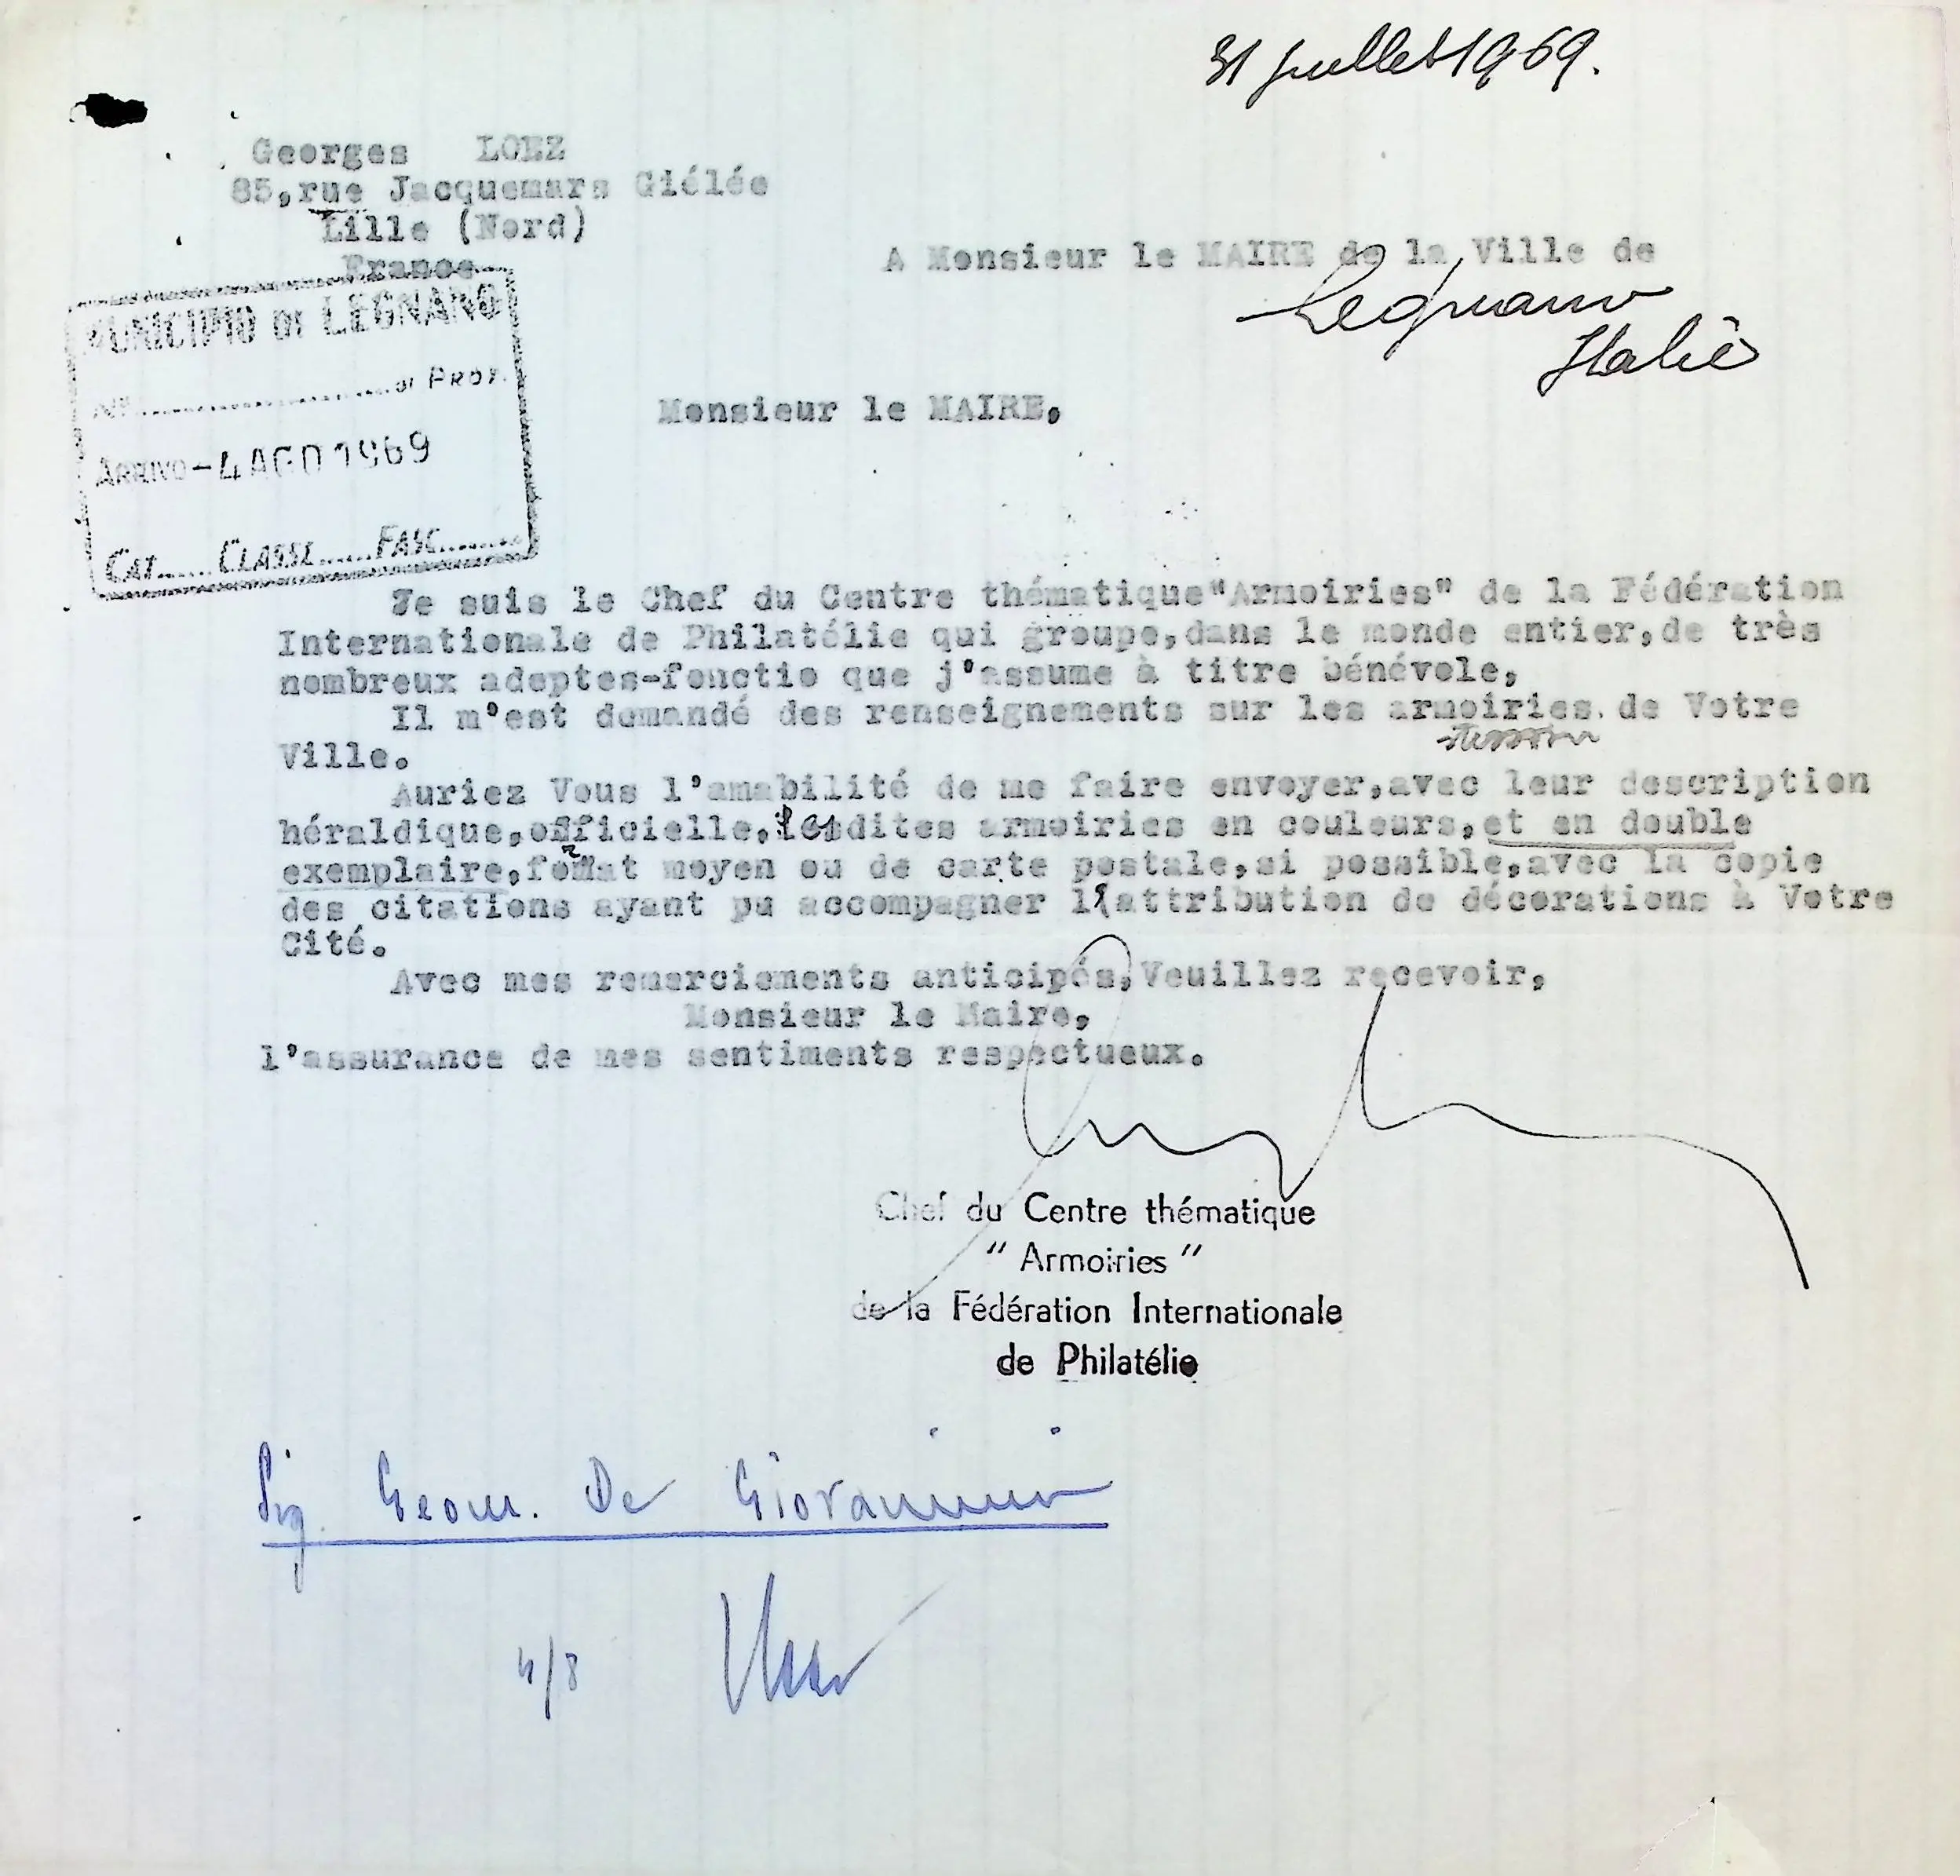 31 juillet 1969.
Georges LOEZ
85,rue Jacquemars Giélée
Lille (Nord)
France
A Monsieur le MAIRE de la Ville de
Legnano
Italie
MUNICIPIO DI LEGNANO
N° ... DI PROT.
ARRIVO - 4 AGO 1969
CAT...... CLASSE...... FASC........
Monsieur le MAIRE,
Je suis le Chef du Centre thématique"Armoiries" de la Fédération
Internationale de Philatélie qui groupe,dans le monde entier,de très
nombreux adeptes-fonctio que j'assume à titre bénévole,
Il m'est demandé des renseignements sur les armoiries. de Votre
Ville.
Auriez Vous l'amabilité de me faire envoyer,avec leur description
héraldique,officielle,lesdites armoiries en couleurs,et en double
exemplaire,format moyen ou de carte postale,si possible,avec la copie
des citations ayant pu accompagner l'attribution de décorations à Votre
Cité.
Avec mes remerciements anticipés,Veuillez recevoir,
Monsieur le Maire,
l'assurance de mes sentiments respectueux.
Chef du Centre thématique
" Armoiries "
de la Fédération Internationale
de Philatélie
Sig. Geom. De Giovannini
4/8